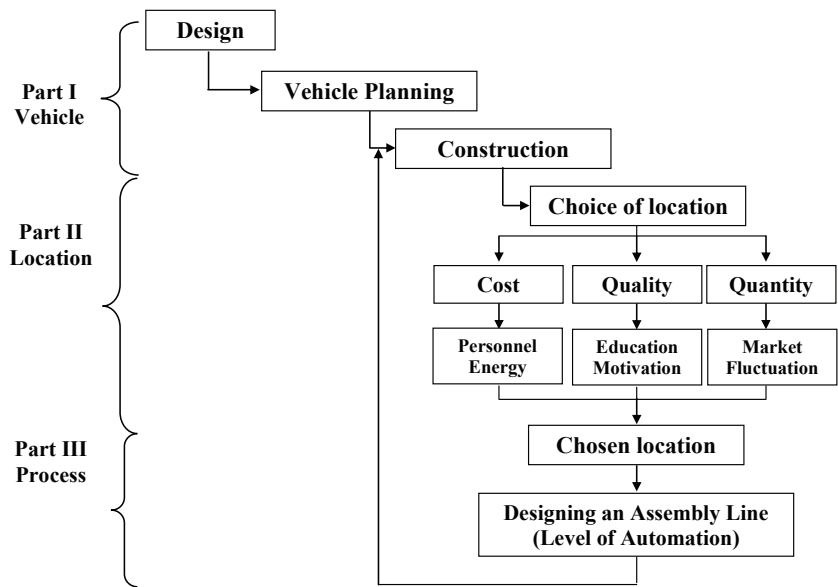 Design
Part I
Vehicle
Vehicle Planning
Construction
Choice of location
Part II
Location
Cost
Quality
Quantity
Personnel
Energy
Education
Motivation
Market
Fluctuation
Chosen location
Part III
Process
Designing an Assembly Line
(Level of Automation)